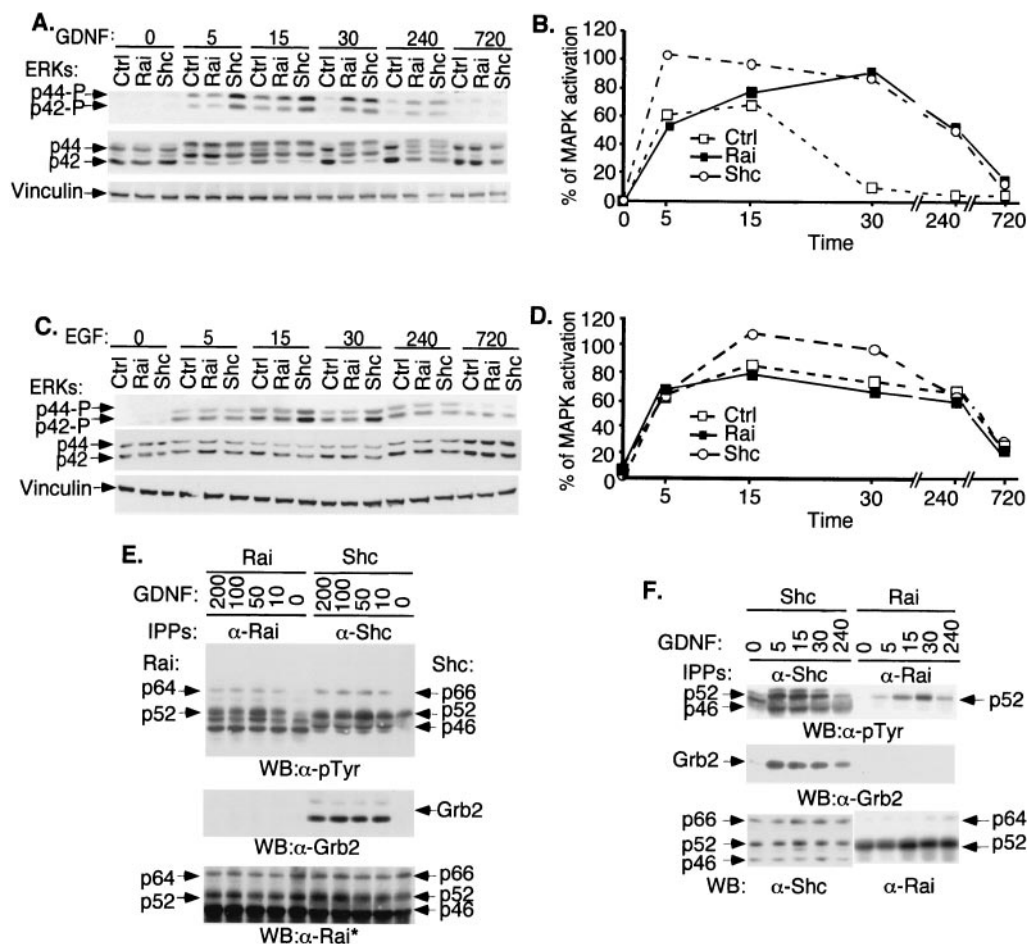 A.
GDNF: 0 5 15 30 240 720
Ctrl Rai Shc Ctrl Rai Shc Ctrl Rai Shc Ctrl Rai Shc Ctrl Rai Shc Ctrl Rai Shc
ERKs:
p44-P
p42-P
p44
p42
Vinculin
B.
% of MAPK activation
120
100
80
60
40
20
0
Ctrl
Rai
Shc
0 5 15 30 240 720
Time
C.
EGF: 0 5 15 30 240 720
Ctrl Rai Shc Ctrl Rai Shc Ctrl Rai Shc Ctrl Rai Shc Ctrl Rai Shc Ctrl Rai Shc
ERKs:
p44-P
p42-P
p44
p42
Vinculin
D.
% of MAPK activation
120
100
80
60
40
20
0
Ctrl
Rai
Shc
5 15 30 240 720
Time
E.
Rai Shc
GDNF: 200 100 50 10 0 200 100 50 10 0
IPPs: α-Rai α-Shc
Rai: Shc:
p64 p66
p52 p52
p46
WB:α-pTyr
Grb2
WB:α-Grb2
p64 p66
p52 p52
p46
WB:α-Rai*
F.
Shc Rai
GDNF: 0 5 15 30 240 0 5 15 30 240
IPPs: α-Shc α-Rai
p52 p52
p46
WB:α-pTyr
Grb2
WB:α-Grb2
p66 p64
p52 p52
p46
WB: α-Shc α-Rai